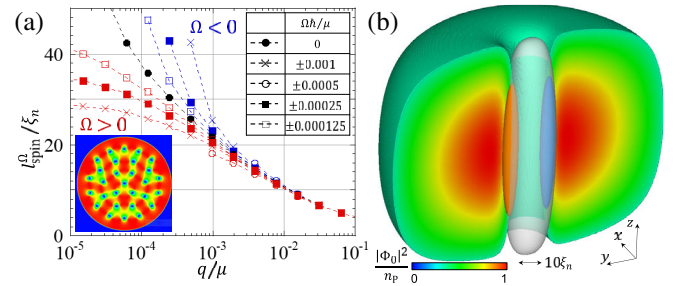 (a)
40
20
0
l^Ω_spin/ξ_n
Ω < 0
Ω > 0
Ωħ/μ
0
±0.001
±0.0005
±0.00025
±0.000125
10^-5
10^-4
10^-3
10^-2
10^-1
q/μ
(b)
|Φ_0|^2
n_P
0
1
10ξ_n
z
x
y